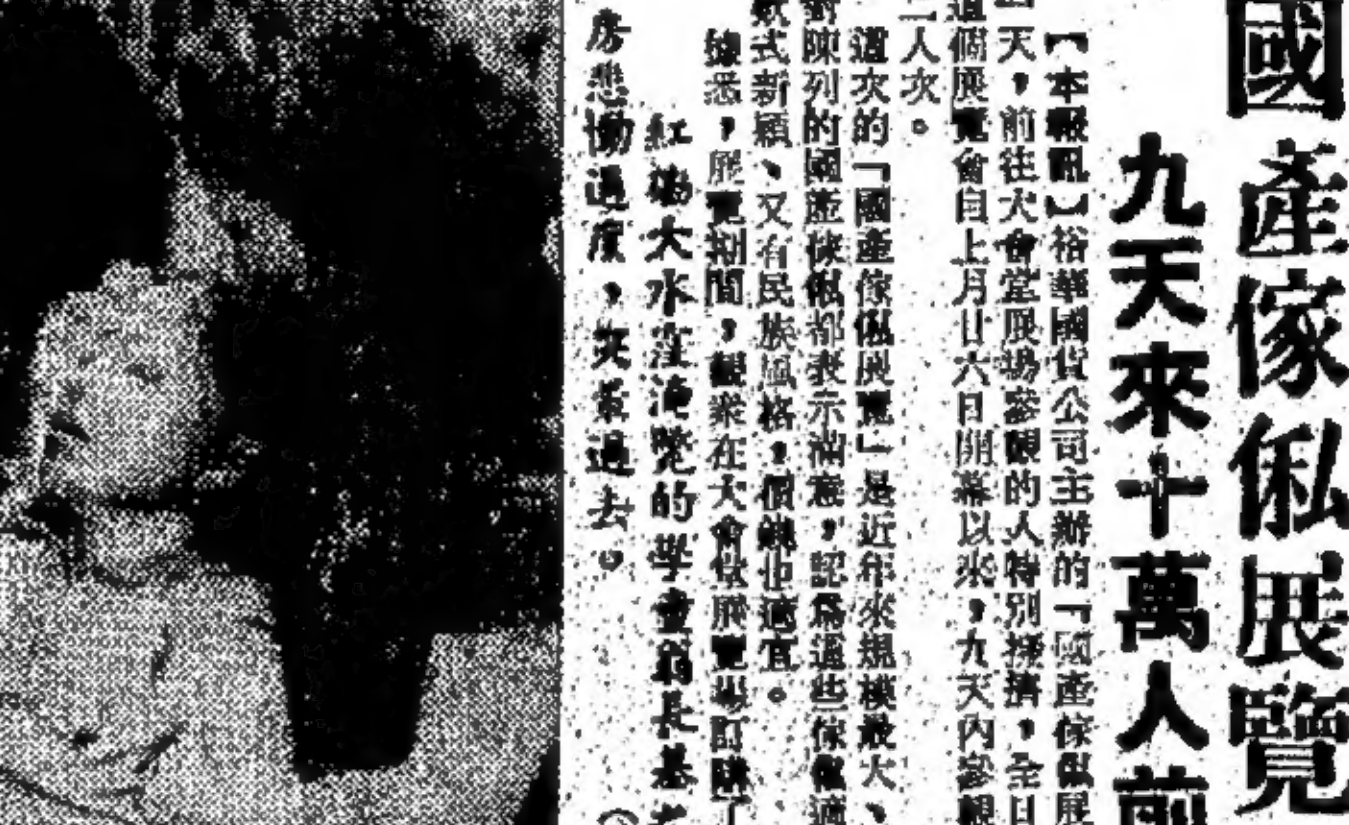 國產傢俬展覽
九天來十萬人前
【本報訊】裕華國貨公司主辦的「國產傢俬展
天,前往大會堂展場參觀的人特別擁擠,全日
這個展覽會自上月廿六日開幕以來,九天內參觀
二人次。
這次的「國產傢俬展覽」是近年來規模最大、
對陳列的國產傢俬都表示滿意,認爲這些傢俬適
款式新穎、又有民族風格,價錢也適宜。
據悉,展覽期間,觀衆在大會堂展覽場訂購了
紅磡大水窪淹斃的學童翁長基
房悲慟過度,哭暈過去。